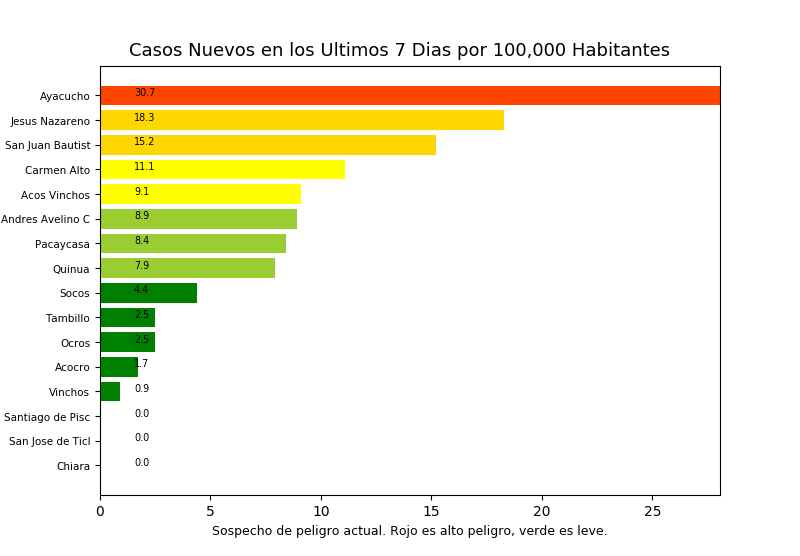 Casos Nuevos en los Ultimos 7 Dias por 100,000 Habitantes
Ayacucho 30.7
Jesus Nazareno 18.3
San Juan Bautist 15.2
Carmen Alto 11.1
Acos Vinchos 9.1
Andres Avelino C 8.9
Pacaycasa 8.4
Quinua 7.9
Socos 4.4
Tambillo 2.5
Ocros 2.5
Acocro 1.7
Vinchos 0.9
Santiago de Pisc 0.0
San Jose de Ticl 0.0
Chiara 0.0
0 5 10 15 20 25
Sospecho de peligro actual. Rojo es alto peligro, verde es leve.